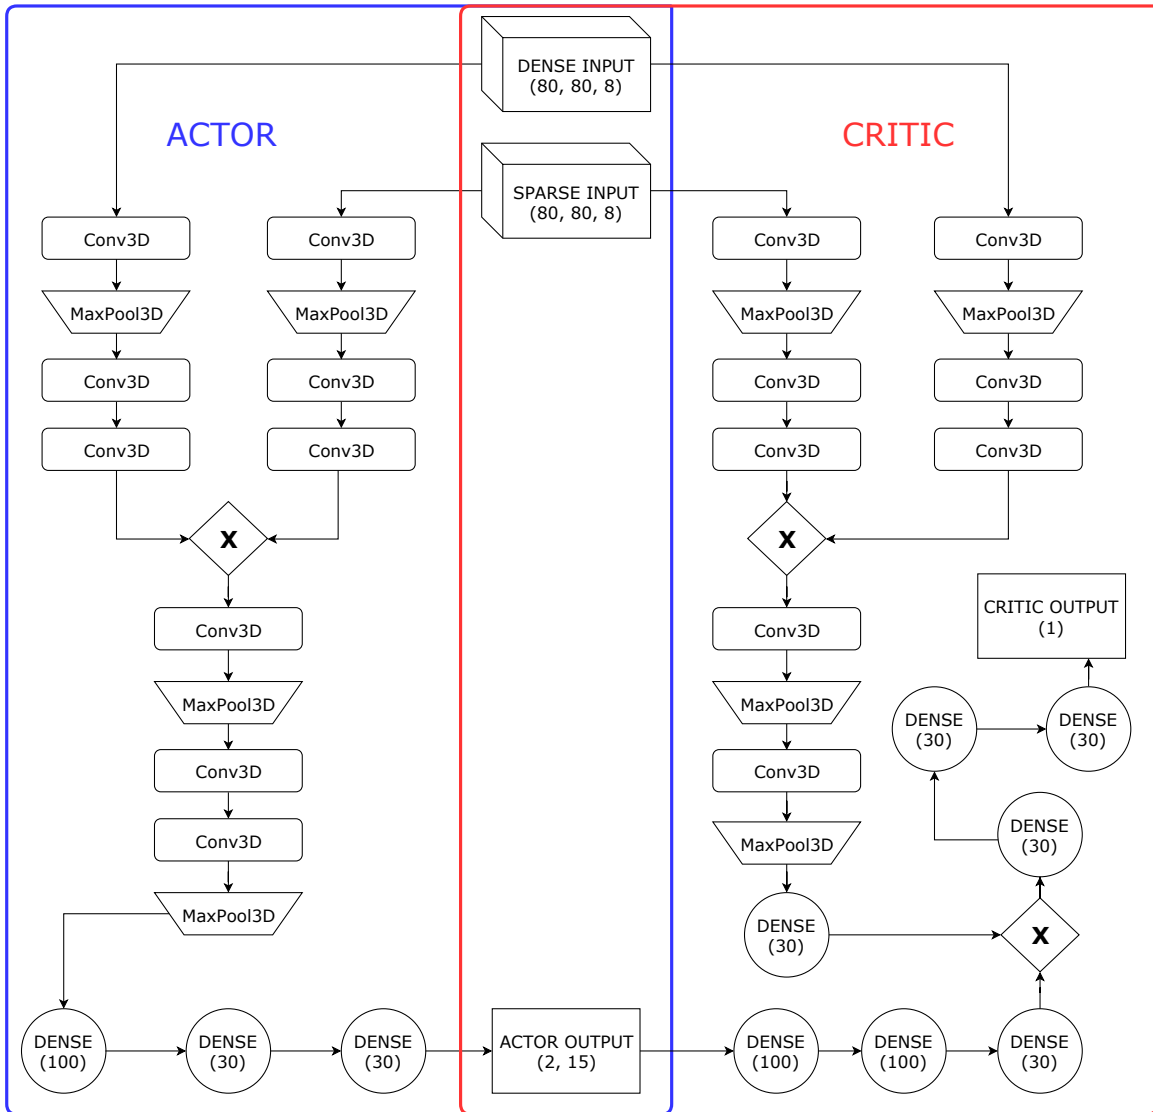 DENSE INPUT
(80, 80, 8)
ACTOR
CRITIC
SPARSE INPUT
(80, 80, 8)
Conv3D
Conv3D
Conv3D
Conv3D
MaxPool3D
MaxPool3D
MaxPool3D
MaxPool3D
Conv3D
Conv3D
Conv3D
Conv3D
Conv3D
Conv3D
Conv3D
Conv3D
X
X
Conv3D
Conv3D
CRITIC OUTPUT
(1)
MaxPool3D
MaxPool3D
DENSE
(30)
DENSE
(30)
Conv3D
Conv3D
Conv3D
MaxPool3D
DENSE
(30)
MaxPool3D
DENSE
(30)
X
DENSE
(100)
DENSE
(30)
DENSE
(30)
ACTOR OUTPUT
(2, 15)
DENSE
(100)
DENSE
(100)
DENSE
(30)